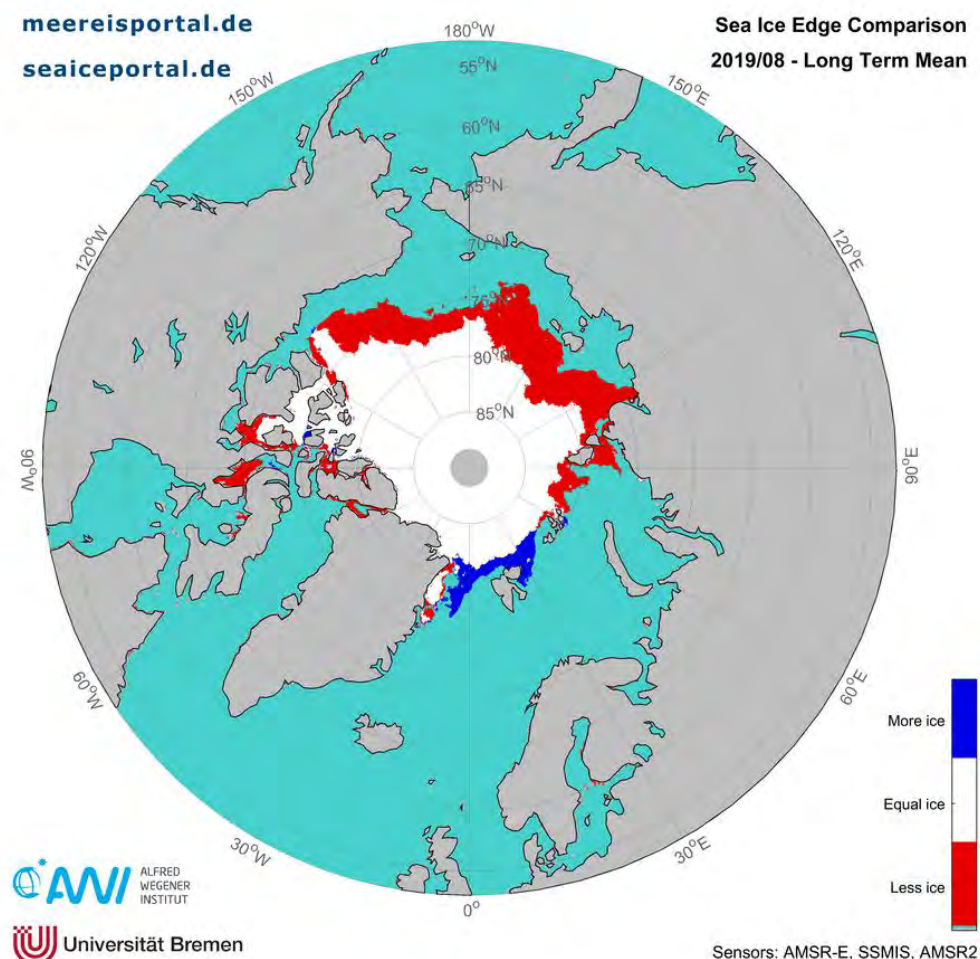 meereisportal.de
seaiceportal.de
Sea Ice Edge Comparison
2019/08 - Long Term Mean
180°W
150°W
150°E
55°N
60°N
65°N
70°N
120°W
120°E
80°N
85°N
90°W
90°E
60°W
60°E
30°W
30°E
0°
More ice
Equal ice
Less ice
AWI
ALFRED
WEGENER
INSTITUT
Universität Bremen
Sensors: AMSR-E, SSMIS, AMSR2